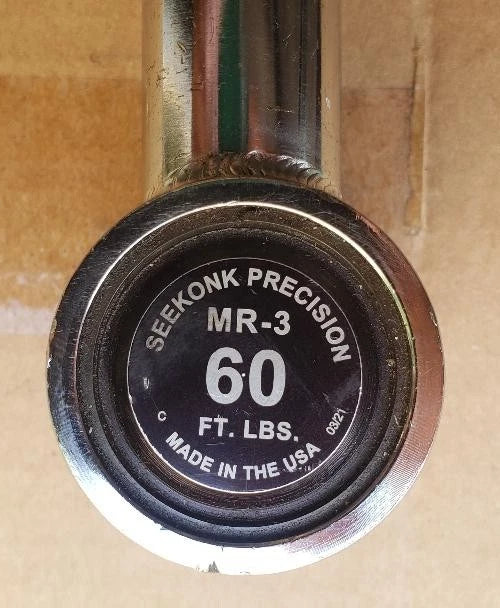 SEEKONK PRECISION
MR-3
60
FT. LBS.
C
03/21
MADE IN THE USA